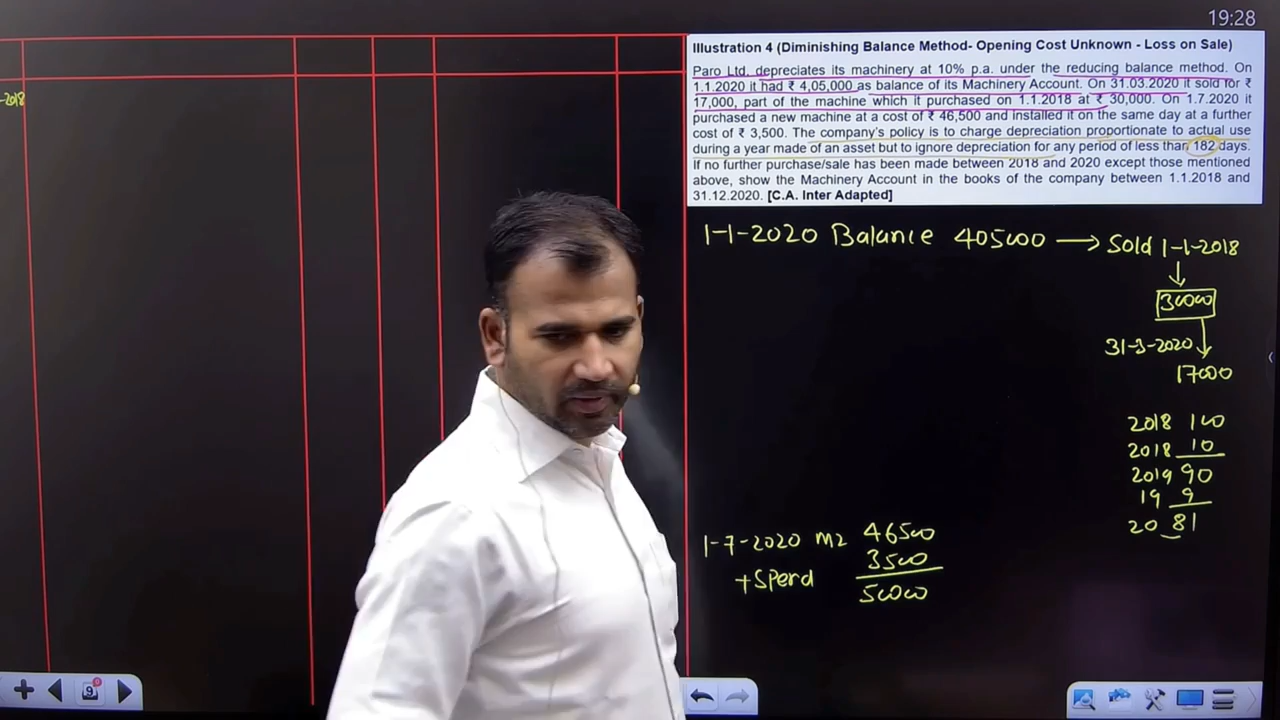 19:28
Illustration 4 (Diminishing Balance Method- Opening Cost Unknown - Loss on Sale)
Paro Ltd. depreciates its machinery at 10% p.a. under the reducing balance method. On
1.1.2020 it had ₹ 4,05,000 as balance of its Machinery Account. On 31.03.2020 it sold for ₹
17,000, part of the machine which it purchased on 1.1.2018 at ₹ 30,000. On 1.7.2020 it
purchased a new machine at a cost of ₹ 46,500 and installed it on the same day at a further
cost of ₹ 3,500. The company's policy is to charge depreciation proportionate to actual use
during a year made of an asset but to ignore depreciation for any period of less than 182 days.
If no further purchase/sale has been made between 2018 and 2020 except those mentioned
above, show the Machinery Account in the books of the company between 1.1.2018 and
31.12.2020. [C.A. Inter Adapted]
-2018
1-1-2020 Balance 405000 → Sold 1-1-2018
30000
31-3-2020
17000
2018 100
2018 10
2019 90
19 9
20 81
1-7-2020 m2 46500
+Spend 3500
50000
9